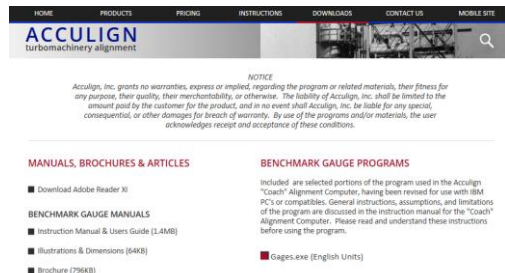 HOME PRODUCTS PRICING INSTRUCTIONS DOWNLOADS CONTACT US MOBILE SITE
ACCULIGN
turbomachinery alignment
NOTICE
Acculign, Inc, grants no warranties, express or implied, regarding the program or related materials, their fitness for
any purpose, their quality, their merchantability, or otherwise. The liability of Acculign, Inc. shall be limited to the
amount paid by the customer for the product, and in no event shall Acculign, Inc. be liable for any special,
consequential, or other damages for breach of warranty. By use of the programs and/or materials, the user
acknowledges receipt and acceptance of these conditions.
MANUALS, BROCHURES & ARTICLES
Download Adobe Reader XI
BENCHMARK GAUGE MANUALS
Instruction Manual & Users Guide (1.4MB)
Illustrations & Dimensions (64KB)
Brochure (796KB)
BENCHMARK GAUGE PROGRAMS
Included are selected portions of the program used in the Acculign
"Coach" Alignment Computer, having been revised for use with IBM
PC's or compatibles. General instructions, assumptions, and limitations
of the program are discussed in the instruction manual for the "Coach"
Alignment Computer. Please read and understand these instructions
before using the program.
Gages.exe (English Units)